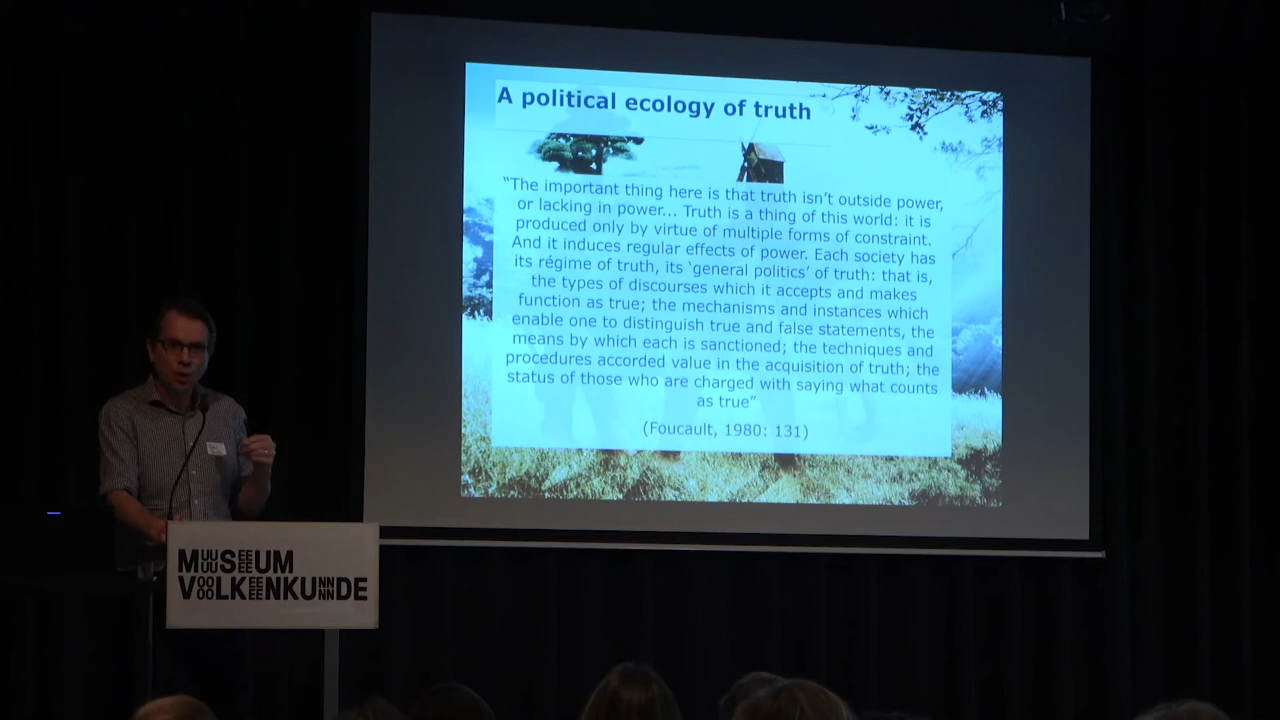 A political ecology of truth
“The important thing here is that truth isn’t outside power,
or lacking in power... Truth is a thing of this world: it is
produced only by virtue of multiple forms of constraint.
And it induces regular effects of power. Each society has
its régime of truth, its ‘general politics’ of truth: that is,
the types of discourses which it accepts and makes
function as true; the mechanisms and instances which
enable one to distinguish true and false statements, the
means by which each is sanctioned; the techniques and
procedures accorded value in the acquisition of truth; the
status of those who are charged with saying what counts
as true”
(Foucault, 1980: 131)
MUSEUM
VOLKENKUNDE